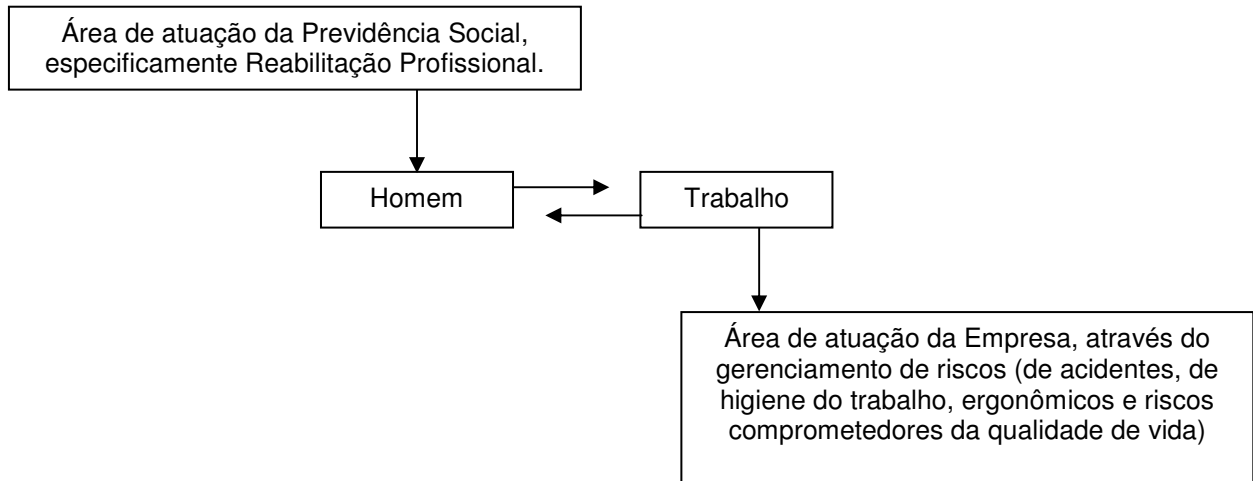 Área de atuação da Previdência Social,
especificamente Reabilitação Profissional.
Homem
Trabalho
Área de atuação da Empresa, através do
gerenciamento de riscos (de acidentes, de
higiene do trabalho, ergonômicos e riscos
comprometedores da qualidade de vida)